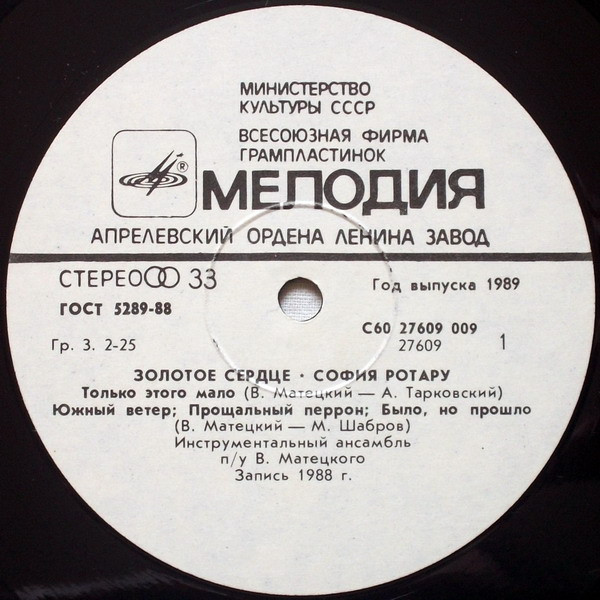 МИНИСТЕРСТВО
КУЛЬТУРЫ СССР
ВСЕСОЮЗНАЯ ФИРМА
ГРАМПЛАСТИНОК
® МЕЛОДИЯ
АПРЕЛЕВСКИЙ ОРДЕНА ЛЕНИНА ЗАВОД
СТЕРЕО 33
Год выпуска 1989
ГОСТ 5289-88
С60 27609 009
Гр. 3. 2-25
27609 1
ЗОЛОТОЕ СЕРДЦЕ · СОФИЯ РОТАРУ
Только этого мало (В. Матецкий — А. Тарковский)
Южный ветер; Прощальный перрон; Было, но прошло
(В. Матецкий — М. Шабров)
Инструментальный ансамбль
п/у В. Матецкого
Запись 1988 г.